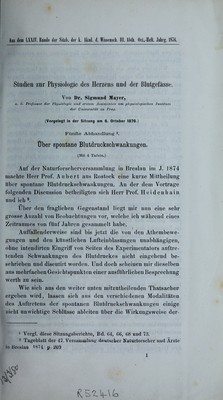 Aus dem LXXIV. Bande der Sitzb. der k. Akad. d. Wissensch. III. Abth. Oct.-Heft. Jahrg. 1876.
Studien zur Physiologie des Herzens und der Blutgefässe.
Von Dr. Sigmund Mayer,
a. ö. Professor der Physiologie und erstem Assistenten am physiologischen Institute
der Universität zu Prag.
(Vorgelegt in der Sitzung am 6. October 1876.)
Fünfte Abhandlung 1.
Über spontane Blutdruckschwankungen.
(Mit 4 Tafeln.)
Auf der Naturforscherversammlung in Breslau im J. 1874
machte Herr Prof. Aubert aus Rostock eine kurze Mittheilung
über spontane Blutdruckschwankungen. An der dem Vortrage
folgenden Discussion betheiligten sich Herr Prof. Heidenhain
und ich 2.
Über den fraglichen Gegenstand liegt mir nun eine sehr
grosse Anzahl von Beobachtungen vor, welche ich während eines
Zeitraumes von fünf Jahren gesammelt habe.
Auffallenderweise sind bis jetzt die von den Athembewe-
gungen und den künstlichen Lufteinblasungen unabhängigen,
ohne intendirten Eingriff von Seiten des Experimentators auftre-
tenden Schwankungen des Blutdruckes nicht eingehend be-
schrieben und discutirt worden. Und doch scheinen mir dieselben
aus mehrfachen Gesichtspunkten einer ausführlichen Besprechung
werth zu sein.
Wie sich aus den weiter unten mitzutheilenden Thatsachen
ergeben wird, lassen sich aus den verschiedenen Modalitäten
des Auftretens der spontanen Blutdruckschwankungen einige
nicht unwichtige Schlüsse ableiten über die Wirkungsweise der
1 Vergl. diese Sitzungsberichte, Bd. 64, 66, 68 und 73.
2 Tageblatt der 47. Versammlung deutscher Naturforscher und Ärzte
in Breslau 1874 p. 209
1
R52416